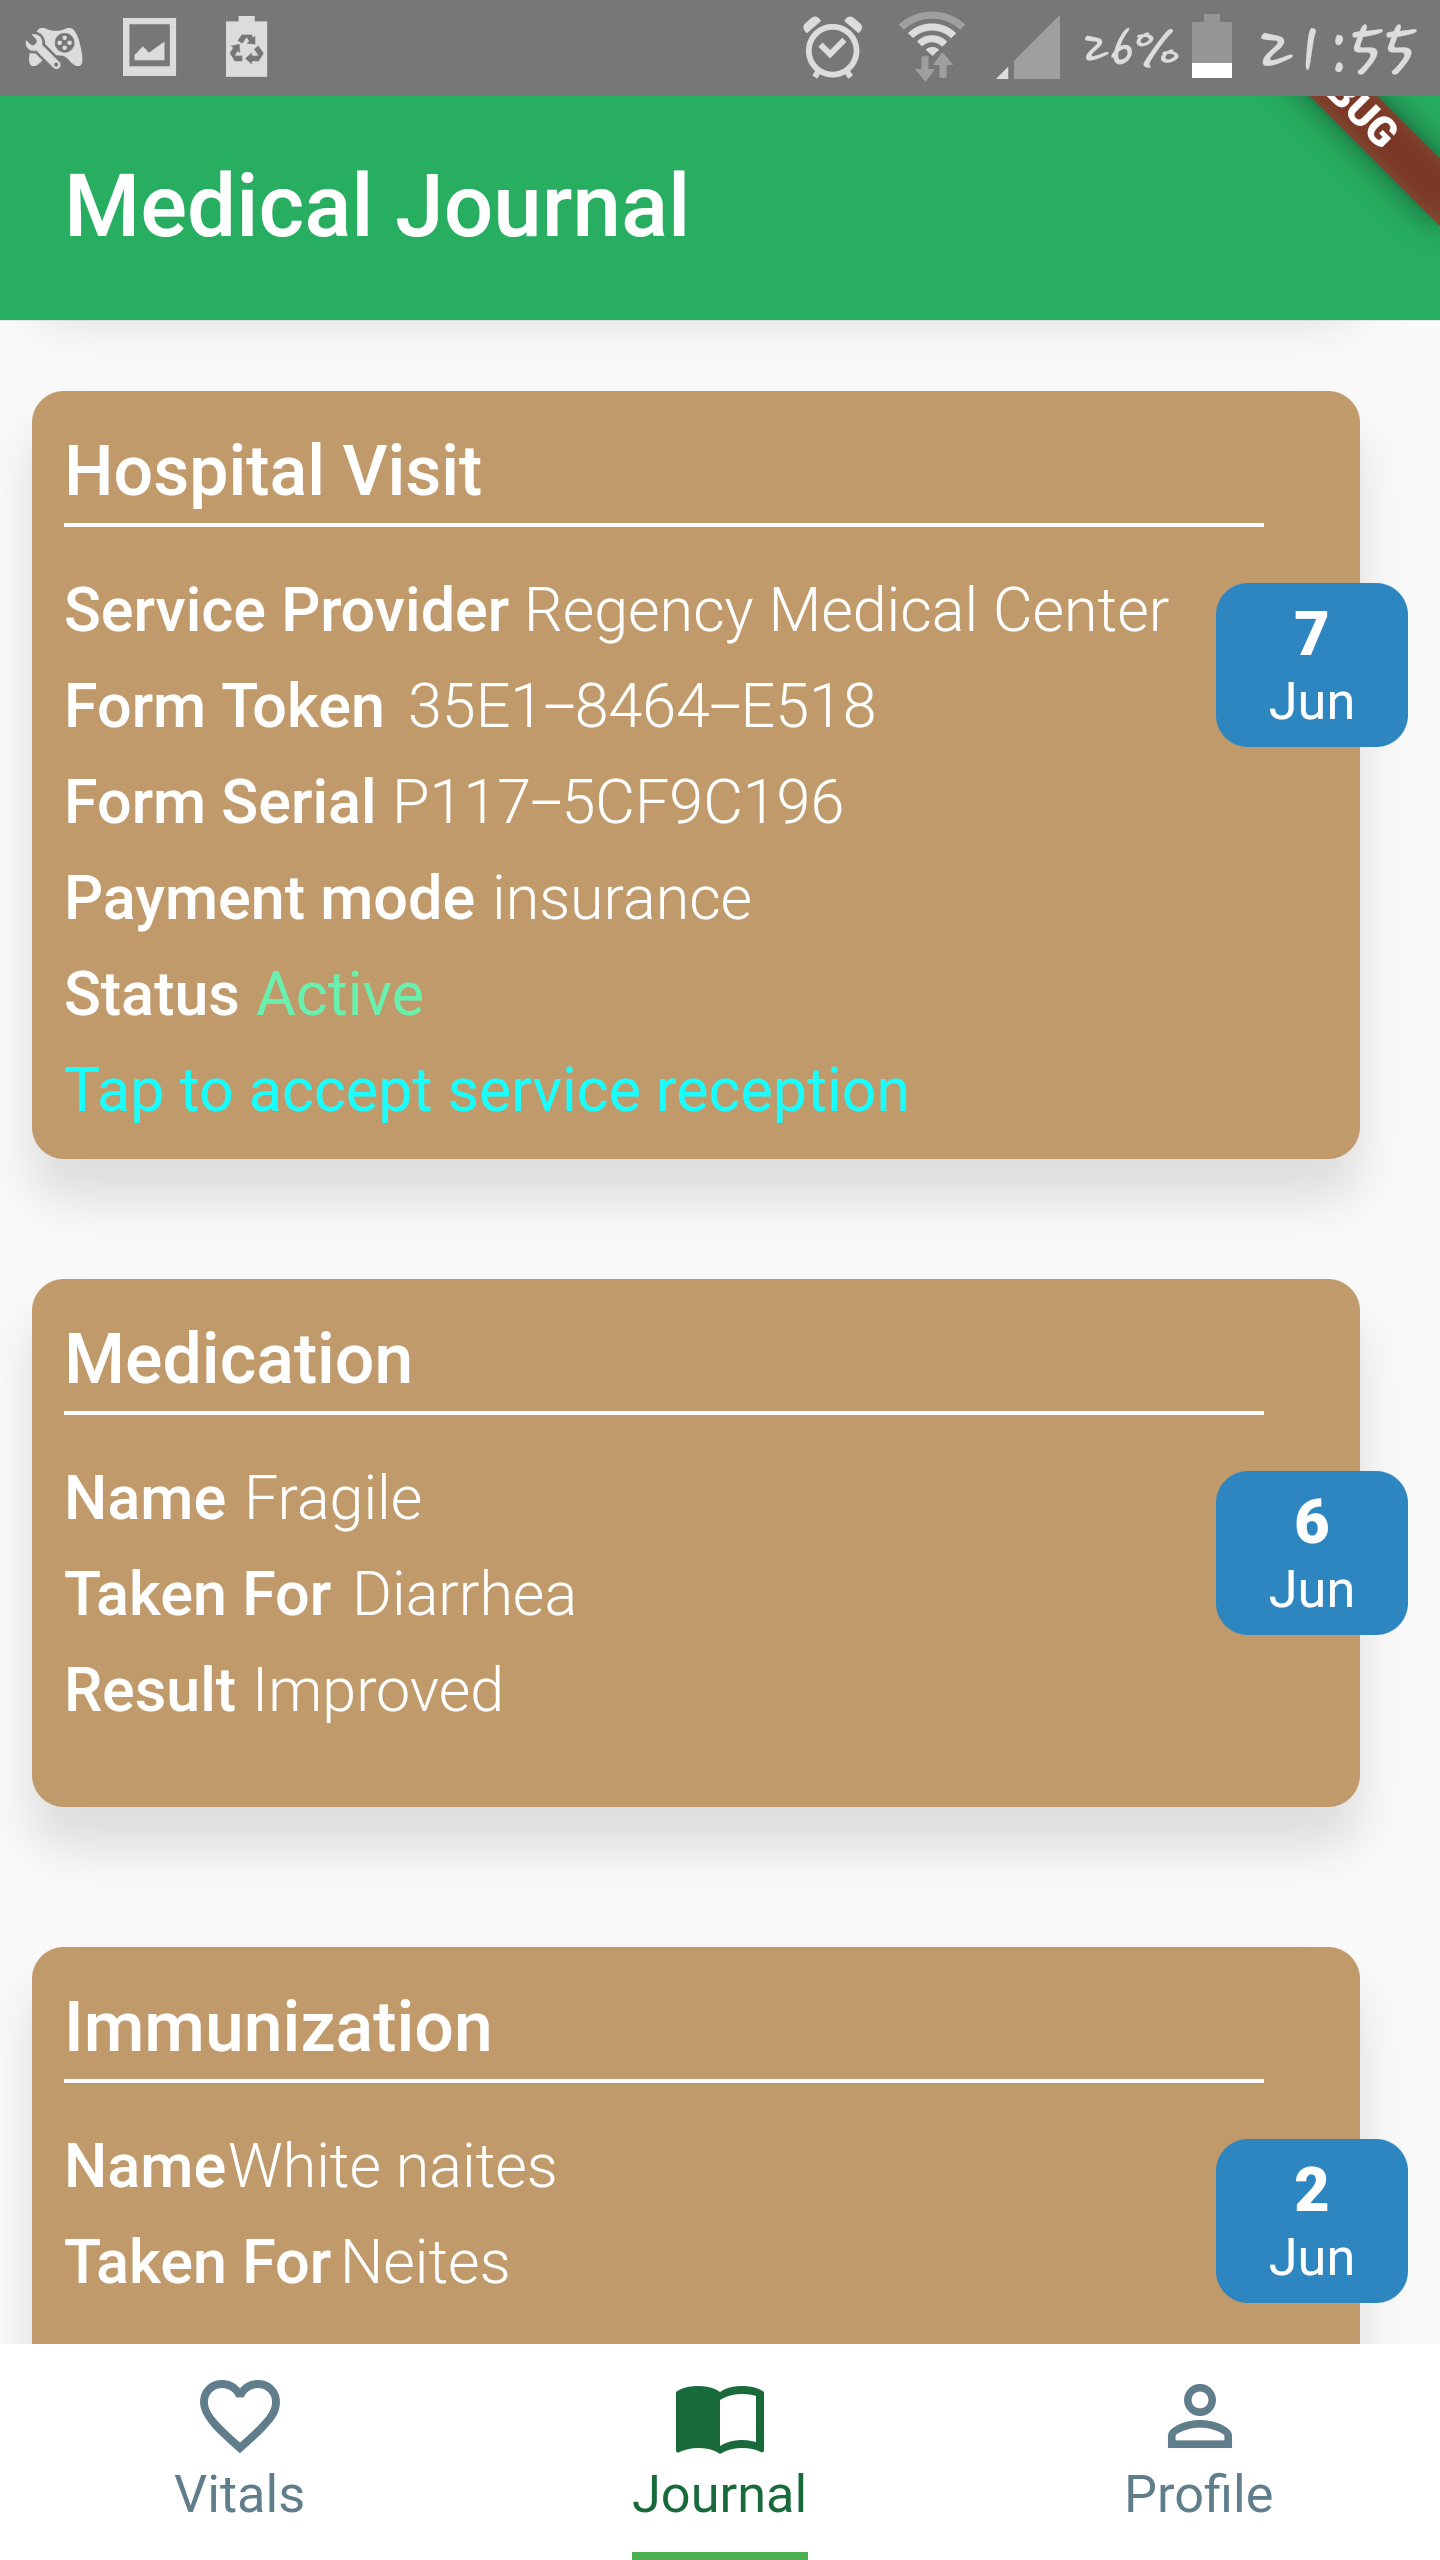 26% 21:55
BUG
Medical Journal
Hospital Visit
Service Provider Regency Medical Center
7
Jun
Form Token 35E1–8464–E518
Form Serial P117–5CF9C196
Payment mode insurance
Status Active
Tap to accept service reception
Medication
Name Fragile
6
Jun
Taken For Diarrhea
Result Improved
Immunization
NameWhite naites
2
Jun
Taken For Neites
Vitals
Journal
Profile